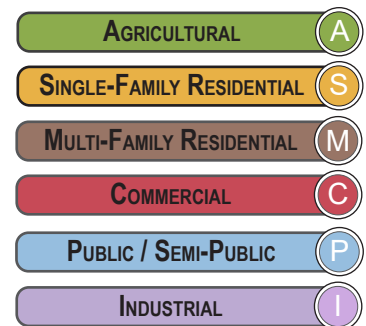 Agricultural A
Single-Family Residential S
Multi-Family Residential M
Commercial C
Public / Semi-Public P
Industrial I